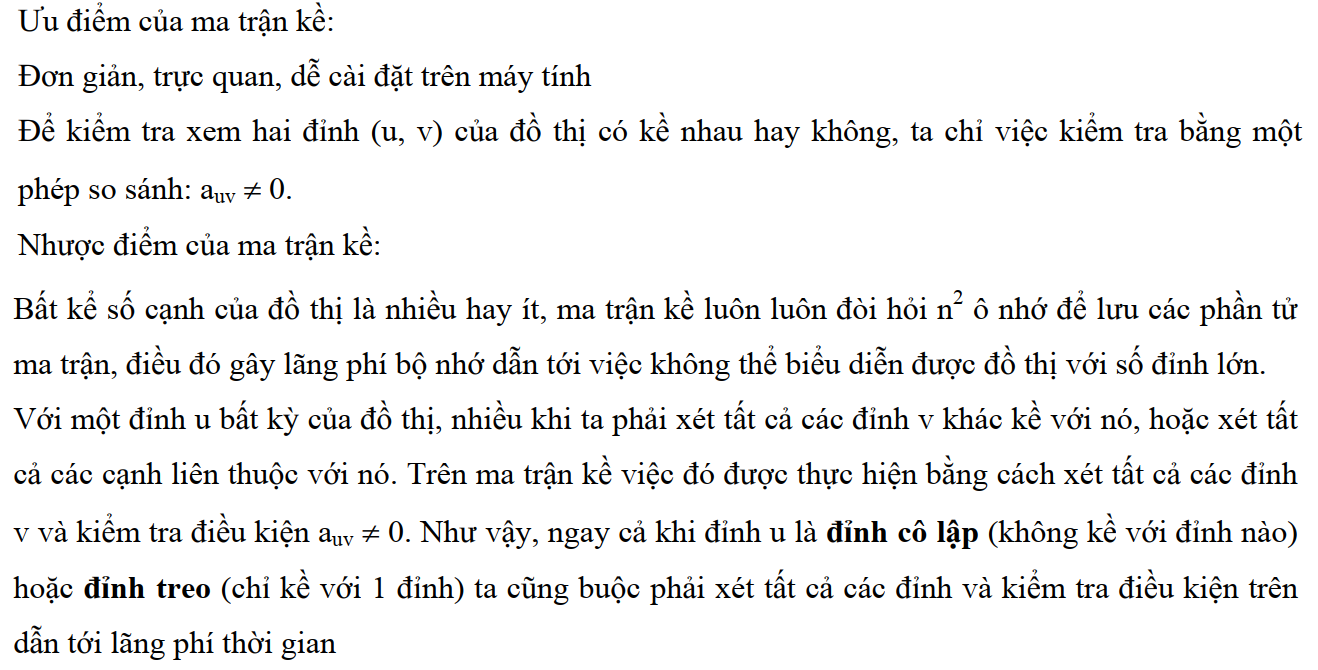 Ưu điểm của ma trận kề:
Đơn giản, trực quan, dễ cài đặt trên máy tính
Để kiểm tra xem hai đỉnh (u, v) của đồ thị có kề nhau hay không, ta chỉ việc kiểm tra bằng một
phép so sánh: aᵤᵥ ≠ 0.
Nhược điểm của ma trận kề:
Bất kể số cạnh của đồ thị là nhiều hay ít, ma trận kề luôn luôn đòi hỏi n² ô nhớ để lưu các phần tử
ma trận, điều đó gây lãng phí bộ nhớ dẫn tới việc không thể biểu diễn được đồ thị với số đỉnh lớn.
Với một đỉnh u bất kỳ của đồ thị, nhiều khi ta phải xét tất cả các đỉnh v khác kề với nó, hoặc xét tất
cả các cạnh liên thuộc với nó. Trên ma trận kề việc đó được thực hiện bằng cách xét tất cả các đỉnh
v và kiểm tra điều kiện aᵤᵥ ≠ 0. Như vậy, ngay cả khi đỉnh u là đỉnh cô lập (không kề với đỉnh nào)
hoặc đỉnh treo (chỉ kề với 1 đỉnh) ta cũng buộc phải xét tất cả các đỉnh và kiểm tra điều kiện trên
dẫn tới lãng phí thời gian